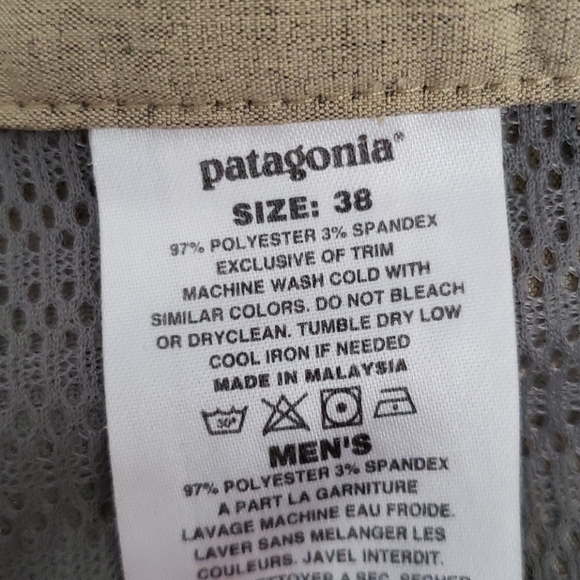 patagonia®
SIZE: 38
97% POLYESTER 3% SPANDEX
EXCLUSIVE OF TRIM
MACHINE WASH COLD WITH
SIMILAR COLORS. DO NOT BLEACH
OR DRYCLEAN. TUMBLE DRY LOW
COOL IRON IF NEEDED
MADE IN MALAYSIA
30°
MEN'S
97% POLYESTER 3% SPANDEX
A PART LA GARNITURE
LAVAGE MACHINE EAU FROIDE.
LAVER SANS MELANGER LES
COULEURS. JAVEL INTERDIT.
A SEC.